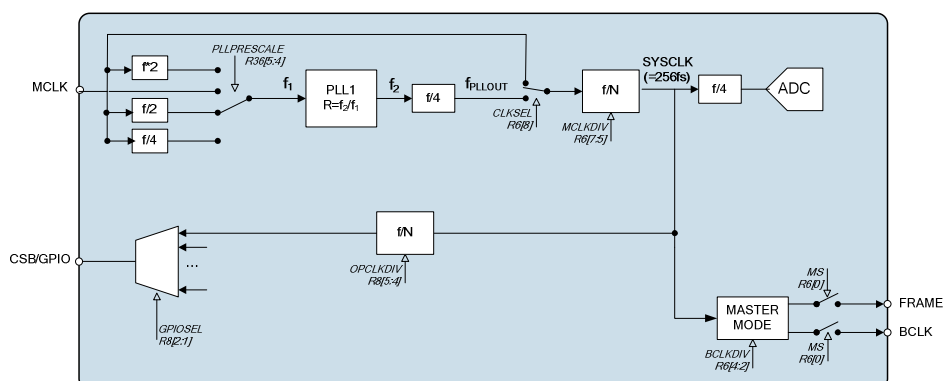 PLLPRESCALE
R36[5:4]
f*2
MCLK
f/2
f/4
f1
PLL1
R=f2/f1
f2
f/4
fPLLOUT
CLKSEL
R6[8]
f/N
MCLKDIV
R6[7:5]
SYSCLK
(=256fs)
f/4
ADC
CSB/GPIO
...
GPIOSEL
R8[2:1]
f/N
OPCLKDIV
R8[5:4]
MASTER
MODE
BCLKDIV
R6[4:2]
MS
R6[0]
FRAME
BCLK
MS
R6[0]